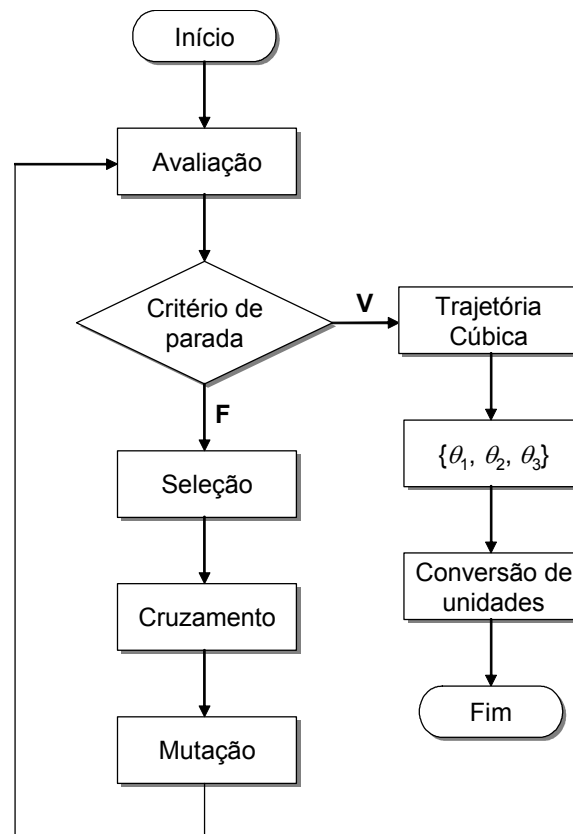 Início
Avaliação
Critério de
parada
V
F
Trajetória
Cúbica
{θ₁, θ₂, θ₃}
Conversão de
unidades
Fim
Seleção
Cruzamento
Mutação